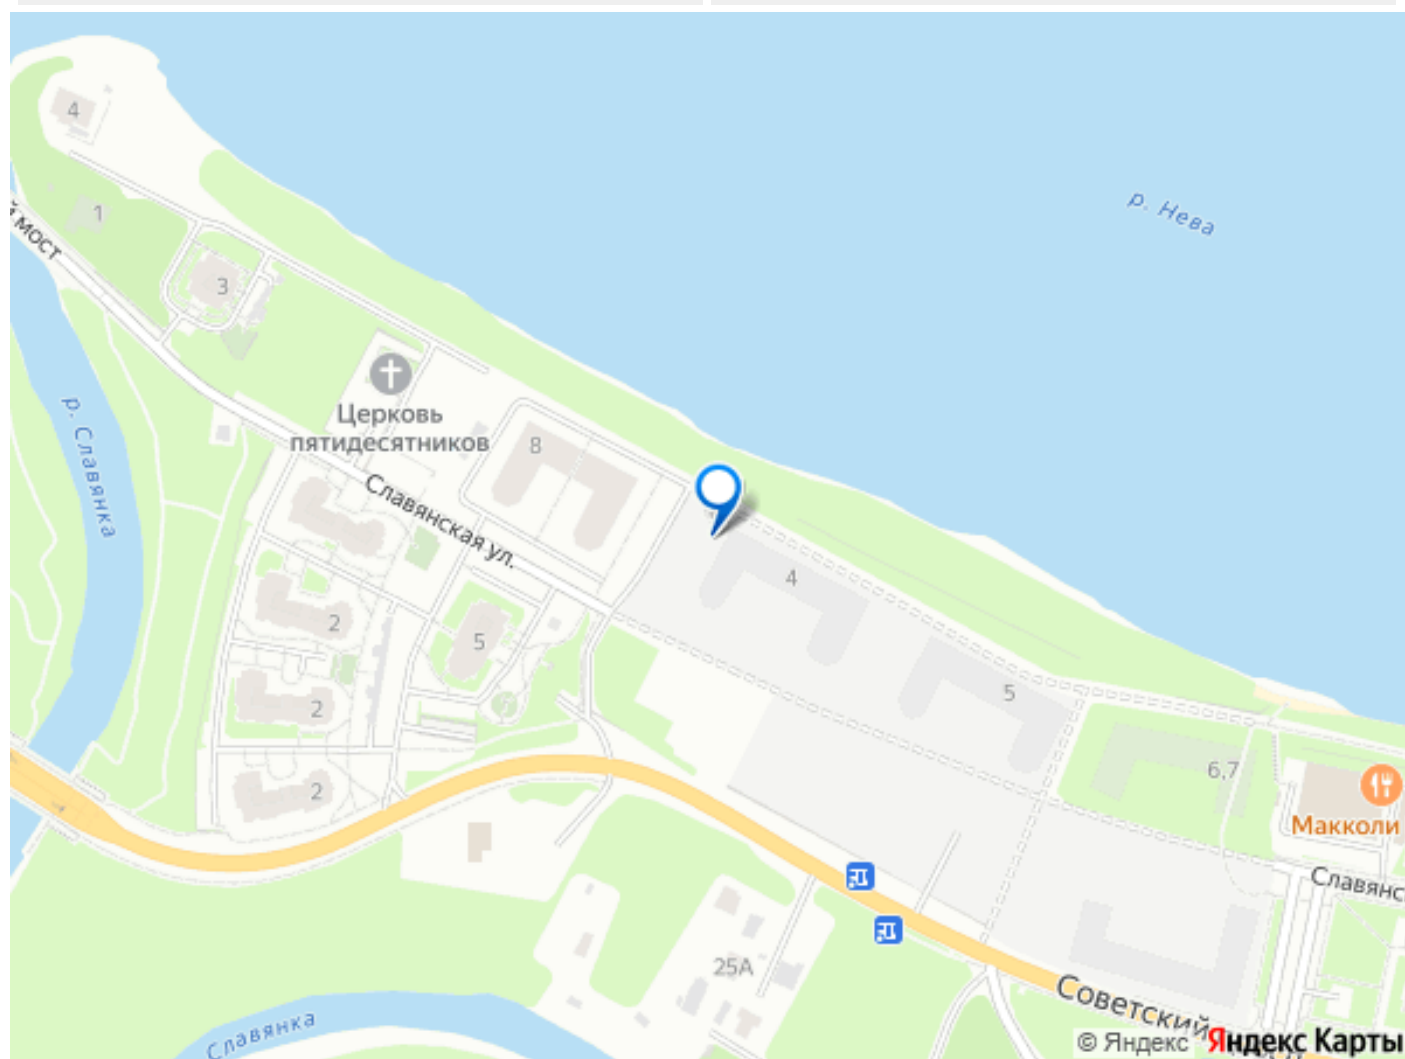 4
р. Нева
1
й мост
3
Церковь
пятидесятников
8
р. Славянка
Славянская ул.
4
2
5
2
5
6,7
2
Макколи
Славянс
25А
Советский
Славянка
© Яндекс Яндекс Карты